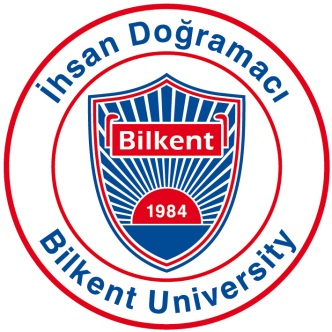 İhsan Doğramacı
Bilkent
1984
Bilkent University